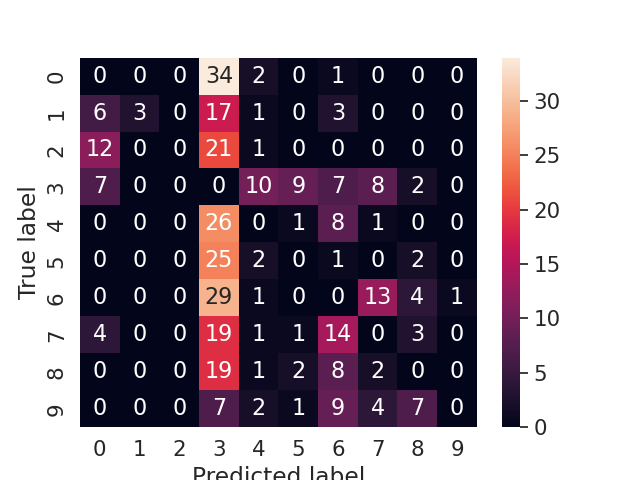 0 0 0 0 34 2 0 1 0 0 0
1 6 3 0 17 1 0 3 0 0 0
2 12 0 0 21 1 0 0 0 0 0
3 7 0 0 0 10 9 7 8 2 0
4 0 0 0 26 0 1 8 1 0 0
5 0 0 0 25 2 0 1 0 2 0
6 0 0 0 29 1 0 0 13 4 1
7 4 0 0 19 1 1 14 0 3 0
8 0 0 0 19 1 2 8 2 0 0
9 0 0 0 7 2 1 9 4 7 0
0 1 2 3 4 5 6 7 8 9
Predicted label
True label
30
25
20
15
10
5
0